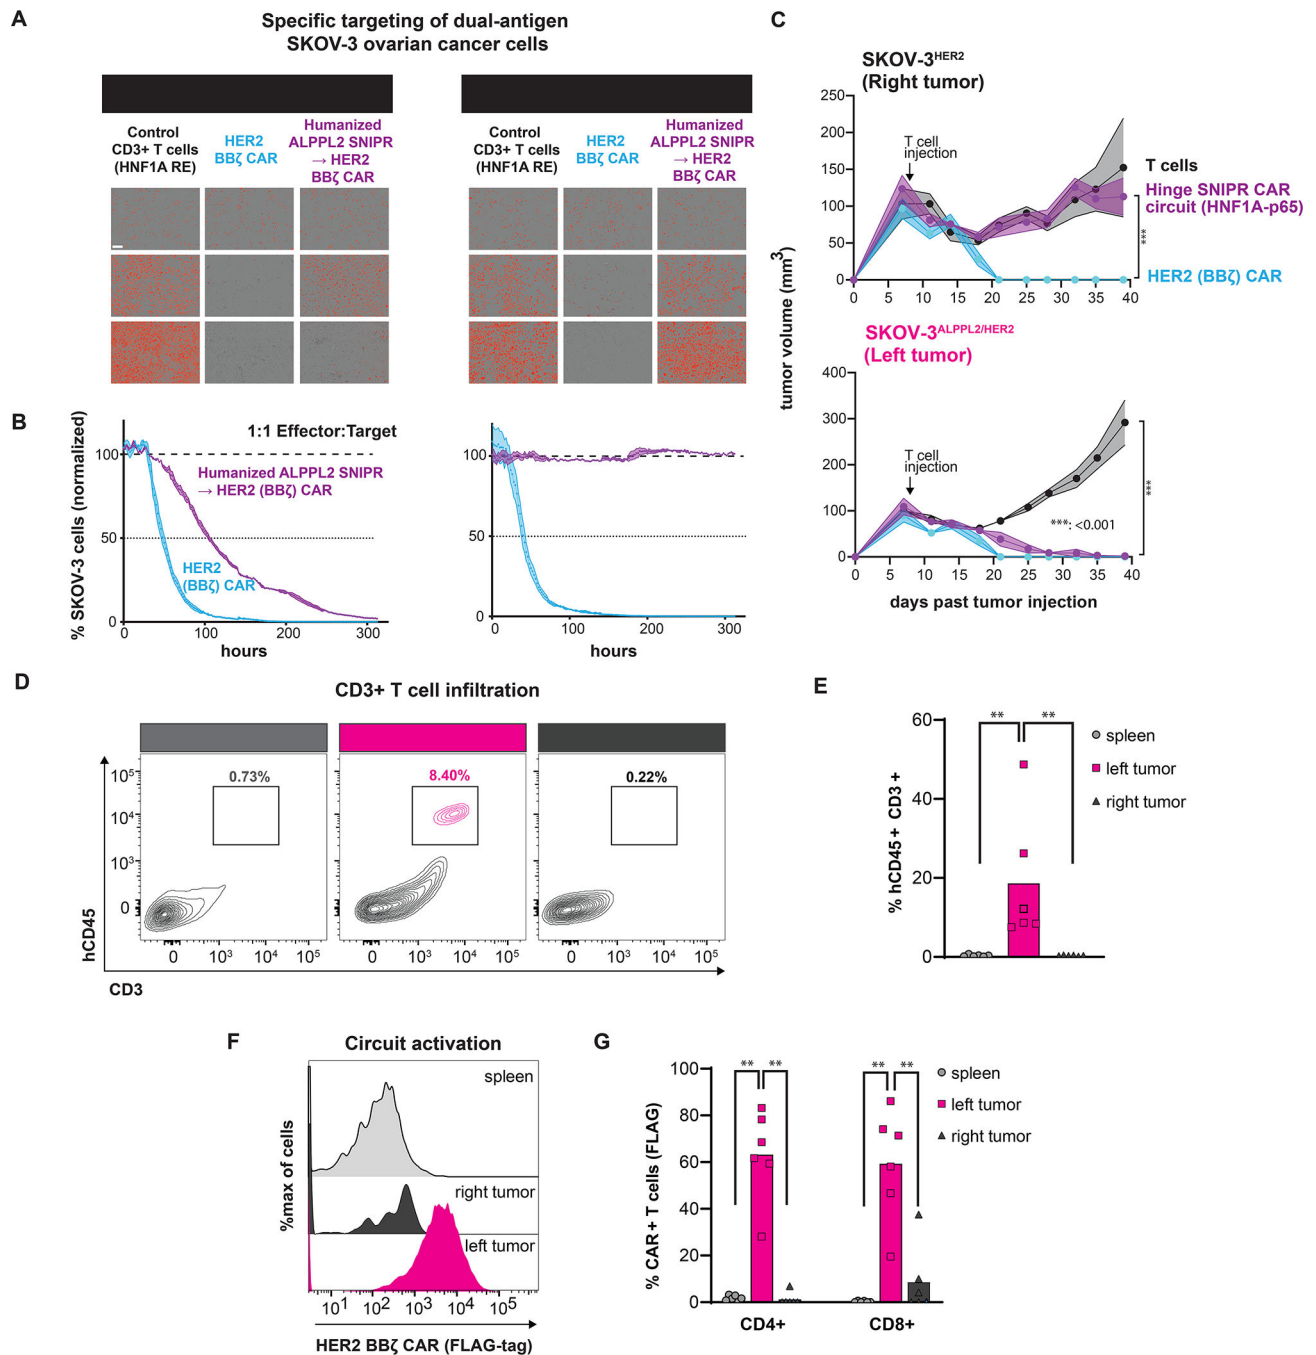 A
Specific targeting of dual-antigen
SKOV-3 ovarian cancer cells
Control
CD3+ T cells
(HNF1A RE)
HER2
BBζ CAR
Humanized
ALPPL2 SNIPR
→ HER2
BBζ CAR
Control
CD3+ T cells
(HNF1A RE)
HER2
BBζ CAR
Humanized
ALPPL2 SNIPR
→ HER2
BBζ CAR
B
% SKOV-3 cells (normalized)
1:1 Effector:Target
Humanized ALPPL2 SNIPR
→ HER2 (BBζ) CAR
HER2
(BBζ) CAR
100
50
0
0 100 200 300
hours
100
50
0
0 100 200 300
hours
C
SKOV-3HER2
(Right tumor)
250
200
150
100
50
0
T cell
injection
0 5 10 15 20 25 30 35 40
T cells
Hinge SNIPR CAR
circuit (HNF1A-p65)
***
HER2 (BBζ) CAR
tumor volume (mm3)
SKOV-3ALPPL2/HER2
(Left tumor)
400
300
200
100
0
T cell
injection
***
***: <0.001
0 5 10 15 20 25 30 35 40
days past tumor injection
D
CD3+ T cell infiltration
hCD45
105
104
103
0
0.73%
8.40%
0.22%
0 103 104 105
0 103 104 105
0 103 104 105
CD3
E
% hCD45+ CD3+
60
40
20
0
** **
spleen
left tumor
right tumor
F
Circuit activation
%max of cells
spleen
right tumor
left tumor
101 102 103 104 105
HER2 BBζ CAR (FLAG-tag)
G
% CAR+ T cells (FLAG)
100
80
60
40
20
0
** **
** **
CD4+ CD8+
spleen
left tumor
right tumor